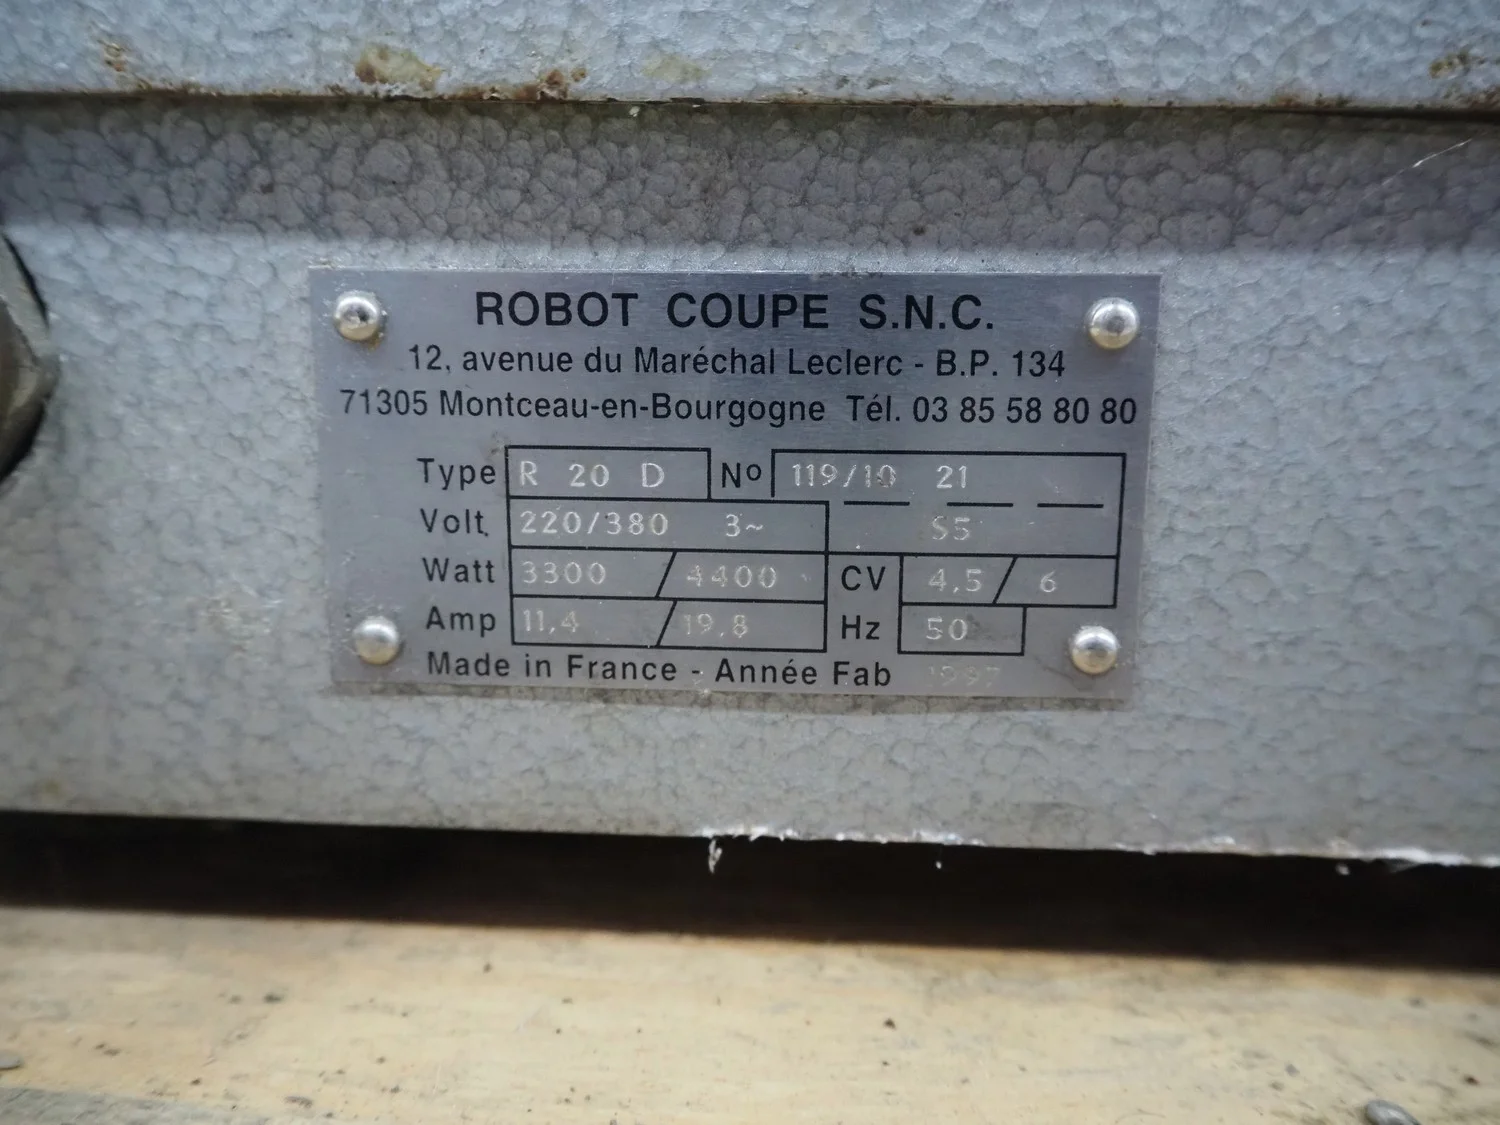 ROBOT COUPE S.N.C.
12, avenue du Maréchal Leclerc - B.P. 134
71305 Montceau-en-Bourgogne Tél. 03 85 58 80 80
Type R 20 D No 119/10 21
Volt. 220/380 3~ S5
Watt 3300 / 4400 CV 4,5 / 6
Amp 11,4 / 19,8 Hz 50
Made in France - Année Fab 1997